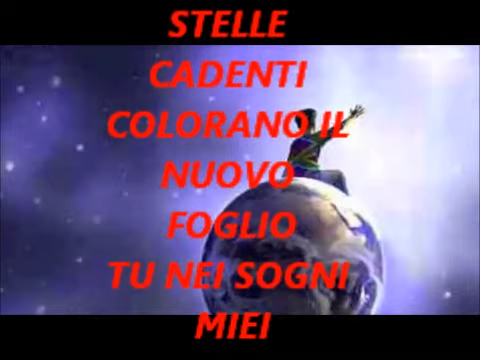 STELLE
CADENTI
COLORANO IL
NUOVO
FOGLIO
TU NEI SOGNI
MIEI